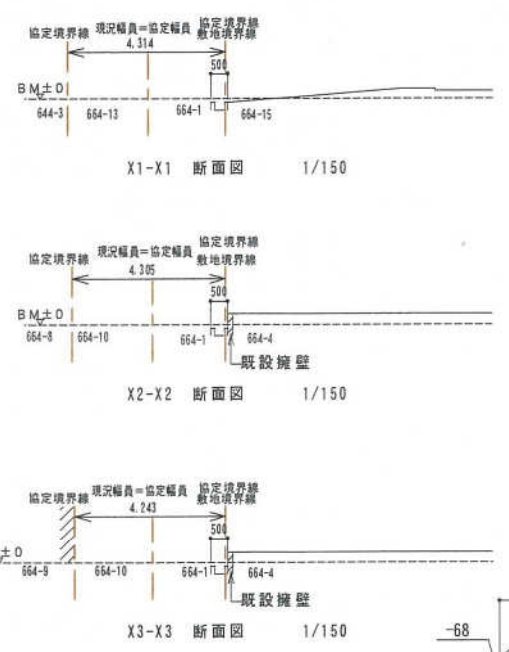 協定境界線 現況幅員=協定幅員 協定境界線
敷地境界線
4.314
500
BM±0
644-3 664-13 664-1 664-15
X1-X1 断面図 1/150
協定境界線 現況幅員=協定幅員 協定境界線
敷地境界線
4.305
500
BM±0
664-8 664-10 664-1 664-4
既設擁壁
X2-X2 断面図 1/150
協定境界線 現況幅員=協定幅員 協定境界線
敷地境界線
4.243
500
±0
664-9 664-10 664-1 664-4
既設擁壁
X3-X3 断面図 1/150
-68